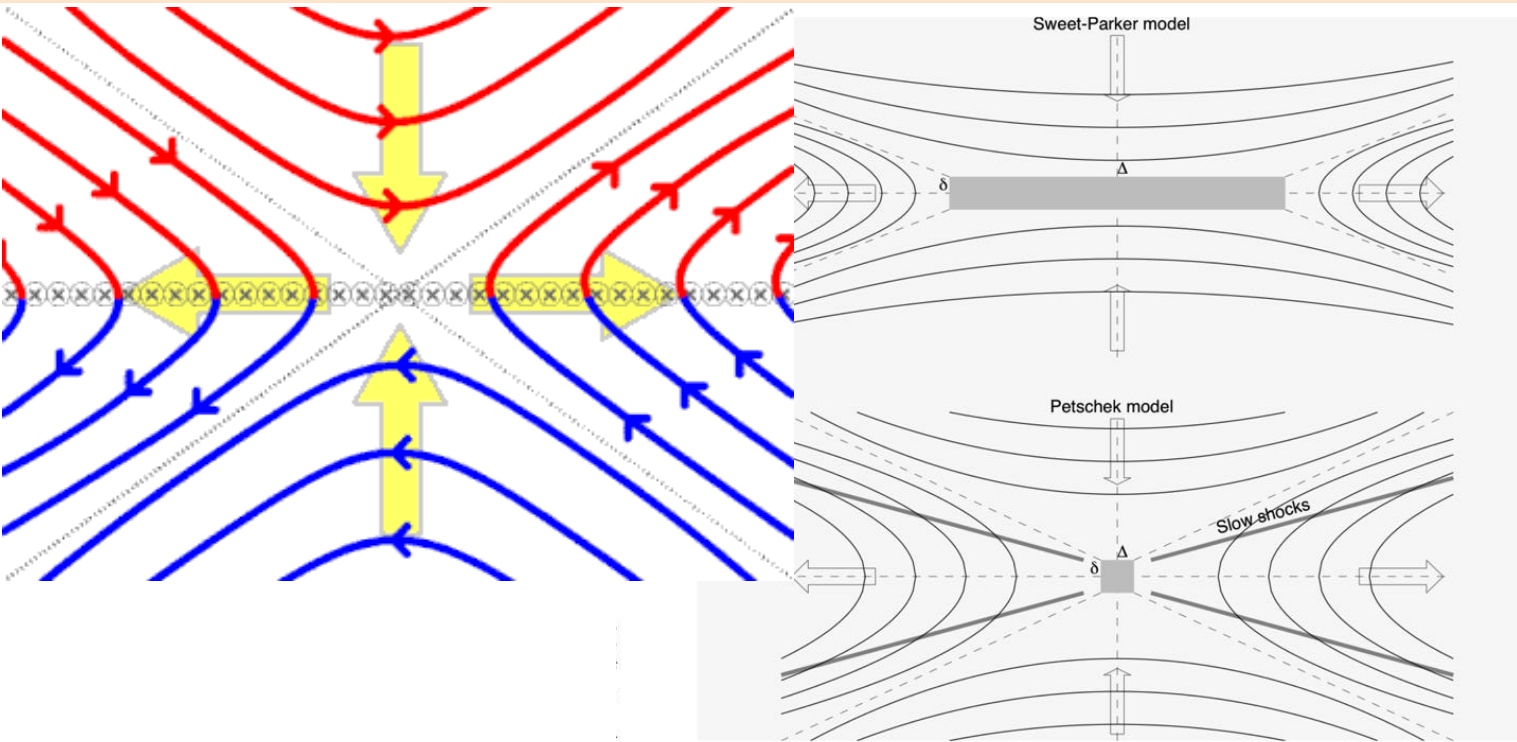 Sweet-Parker model
Δ
δ
Petschek model
Slow shocks
Δ
δ